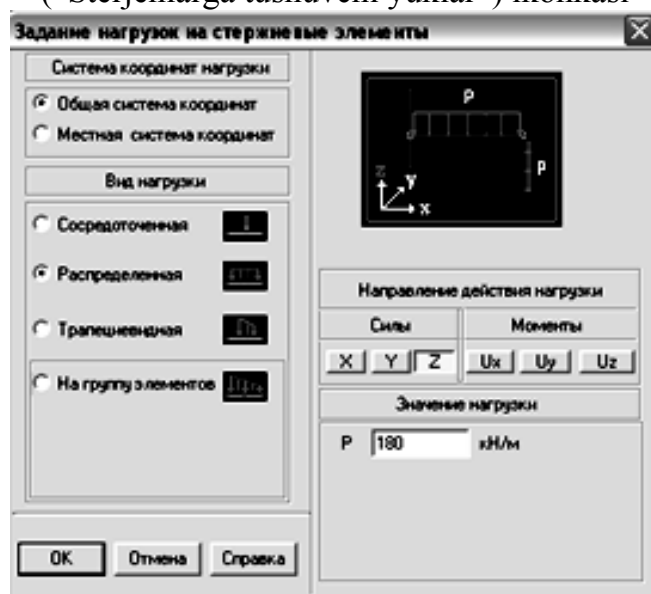 ("Sterjenlarga tushuvchi yuklar") ikonkasi
Задание нагрузок на стержневые элементы
Система координат нагрузки
Общая система координат
Местная система координат
Вид нагрузки
Сосредоточенная
Распределенная
Трапециевидная
На группу элементов
OK Отмена Справка
P
P
Z
Y
X
Направление действия нагрузки
Силы Моменты
X Y Z Ux Uy Uz
Значение нагрузки
P 180 кН/м